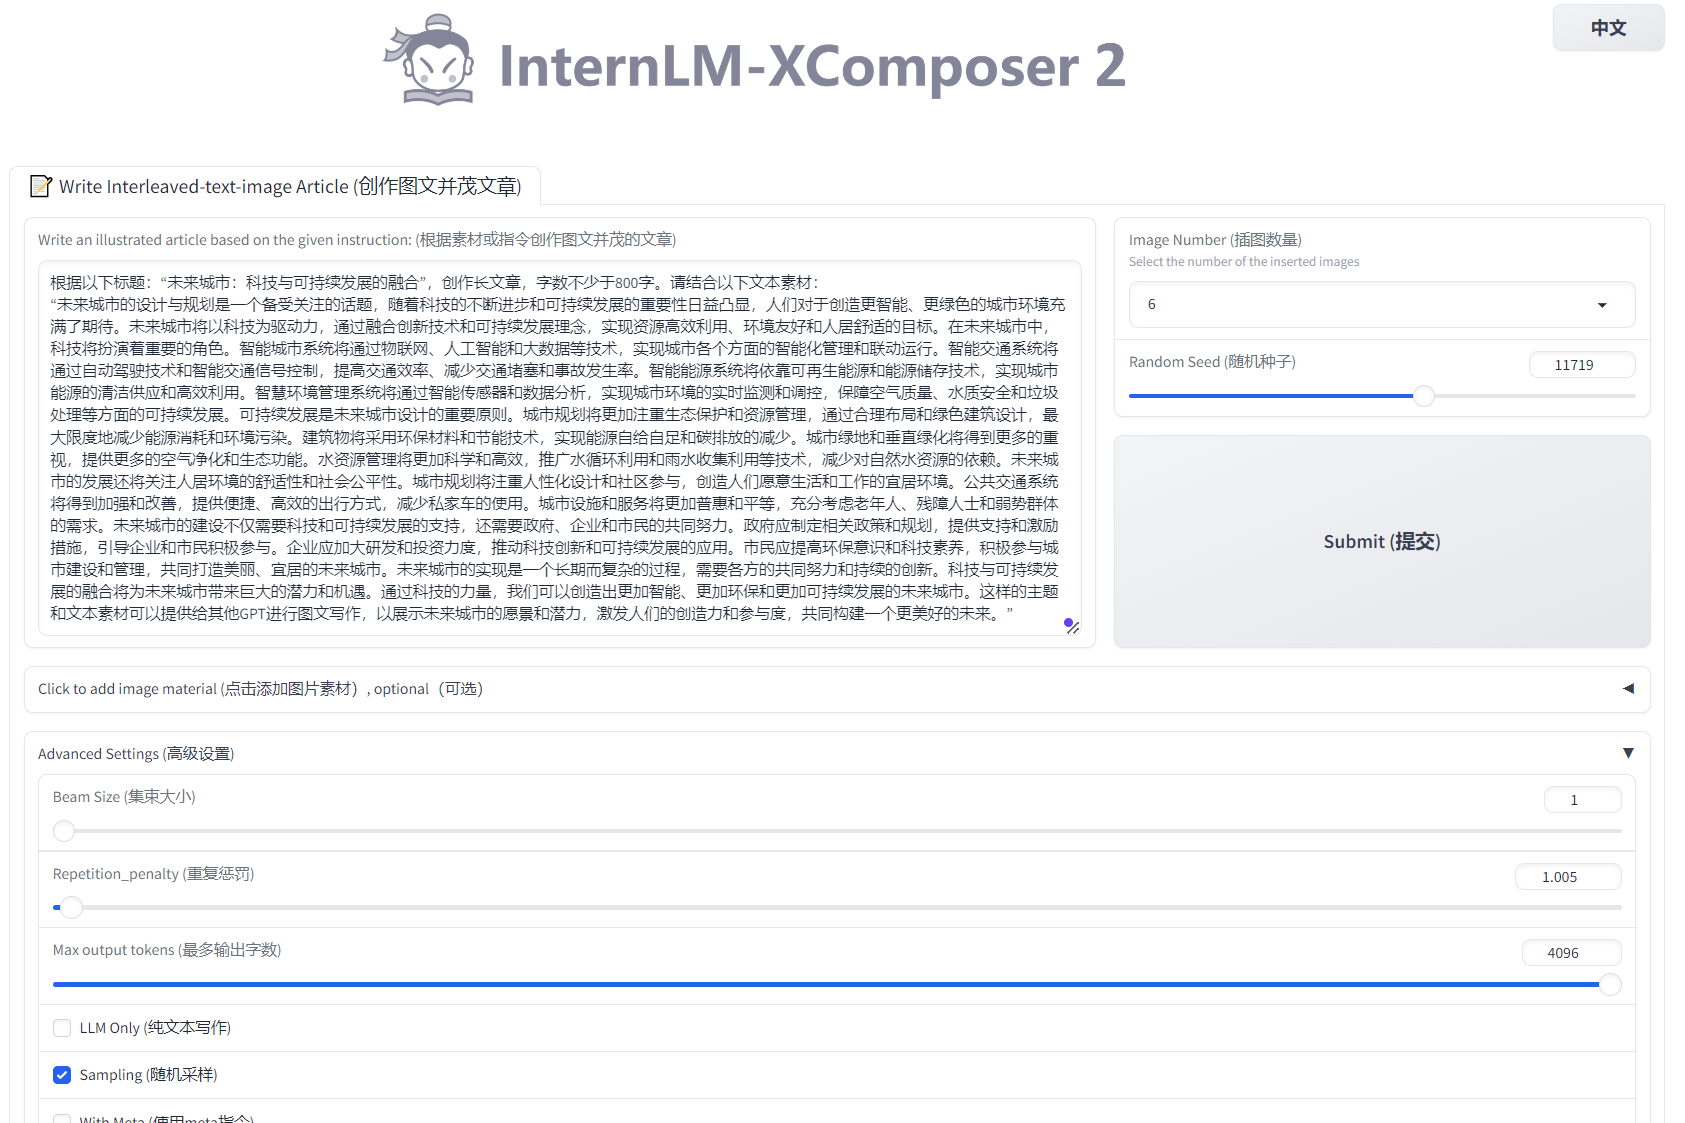 中文
InternLM-XComposer 2
📝 Write Interleaved-text-image Article (创作图文并茂文章)
Write an illustrated article based on the given instruction: (根据素材或指令创作图文并茂的文章)
根据以下标题：“未来城市：科技与可持续发展的融合”，创作长文章，字数不少于800字。请结合以下文本素材：
“未来城市的设计与规划是一个备受关注的话题，随着科技的不断进步和可持续发展的重要性日益凸显，人们对于创造更智能、更绿色的城市环境充
满了期待。未来城市将以科技为驱动力，通过融合创新技术和可持续发展理念，实现资源高效利用、环境友好和人居舒适的目标。在未来城市中，
科技将扮演着重要的角色。智能城市系统将通过物联网、人工智能和大数据等技术，实现城市各个方面的智能化管理和联动运行。智能交通系统将
通过自动驾驶技术和智能交通信号控制，提高交通效率、减少交通堵塞和事故发生率。智能能源系统将依靠可再生能源和能源储存技术，实现城市
能源的清洁供应和高效利用。智慧环境管理系统将通过智能传感器和数据分析，实现城市环境的实时监测和调控，保障空气质量、水质安全和垃圾
处理等方面的可持续发展。可持续发展是未来城市设计的重要原则。城市规划将更加注重生态保护和资源管理，通过合理布局和绿色建筑设计，最
大限度地减少能源消耗和环境污染。建筑物将采用环保材料和节能技术，实现能源自给自足和碳排放的减少。城市绿地和垂直绿化将得到更多的重
视，提供更多的空气净化和生态功能。水资源管理将更加科学和高效，推广水循环利用和雨水收集利用等技术，减少对自然水资源的依赖。未来城
市的发展还将关注人居环境的舒适性和社会公平性。城市规划将注重人性化设计和社区参与，创造人们愿意生活和工作的宜居环境。公共交通系统
将得到加强和改善，提供便捷、高效的出行方式，减少私家车的使用。城市设施和服务将更加普惠和平等，充分考虑老年人、残障人士和弱势群体
的需求。未来城市的建设不仅需要科技和可持续发展的支持，还需要政府、企业和市民的共同努力。政府应制定相关政策和规划，提供支持和激励
措施，引导企业和市民积极参与。企业应加大研发和投资力度，推动科技创新和可持续发展的应用。市民应提高环保意识和科技素养，积极参与城
市建设和管理，共同打造美丽、宜居的未来城市。未来城市的实现是一个长期而复杂的过程，需要各方的共同努力和持续的创新。科技与可持续发
展的融合将为未来城市带来巨大的潜力和机遇。通过科技的力量，我们可以创造出更加智能、更加环保和更加可持续发展的未来城市。这样的主题
和文本素材可以提供给其他GPT进行图文写作，以展示未来城市的愿景和潜力，激发人们的创造力和参与度，共同构建一个更美好的未来。”
Image Number (插图数量)
Select the number of the inserted images
6
Random Seed (随机种子)
11719
Submit (提交)
Click to add image material (点击添加图片素材）, optional（可选）
Advanced Settings (高级设置)
Beam Size (集束大小)
1
Repetition_penalty (重复惩罚)
1.005
Max output tokens (最多输出字数)
4096
LLM Only (纯文本写作)
Sampling (随机采样)
With Meta (使用meta指令)